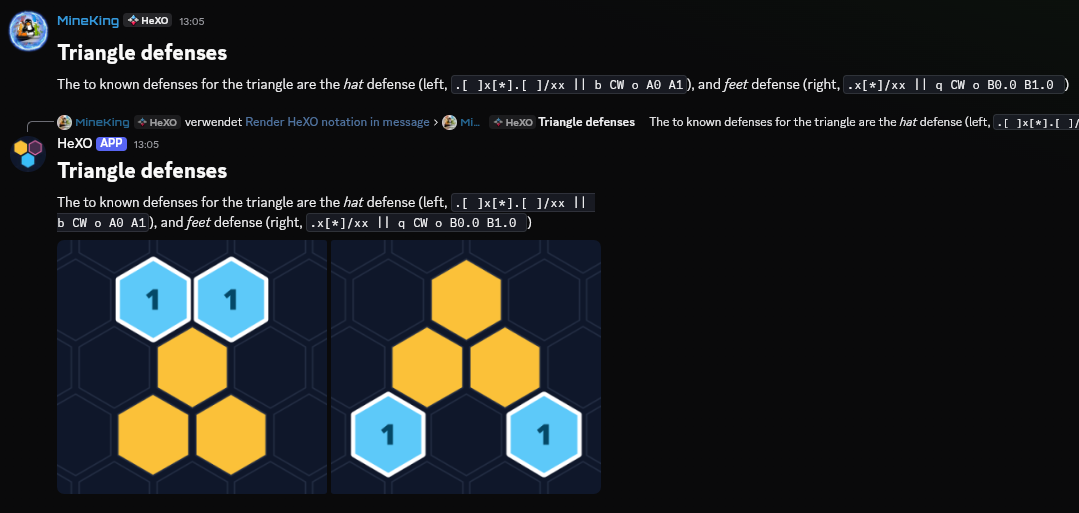 MineKing HeXO 13:05
Triangle defenses
The to known defenses for the triangle are the hat defense (left, .[ ]x[*].[ ]/xx || b CW o A0 A1), and feet defense (right, .x[*]/xx || q CW o B0.0 B1.0 )
MineKing HeXO verwendet Render HeXO notation in message › Mi... HeXO Triangle defenses The to known defenses for the triangle are the hat defense (left, .[ ]x[*].[ ]/
HeXO APP 13:05
Triangle defenses
The to known defenses for the triangle are the hat defense (left, .[ ]x[*].[ ]/xx ||
b CW o A0 A1), and feet defense (right, .x[*]/xx || q CW o B0.0 B1.0 )
1 1
1 1